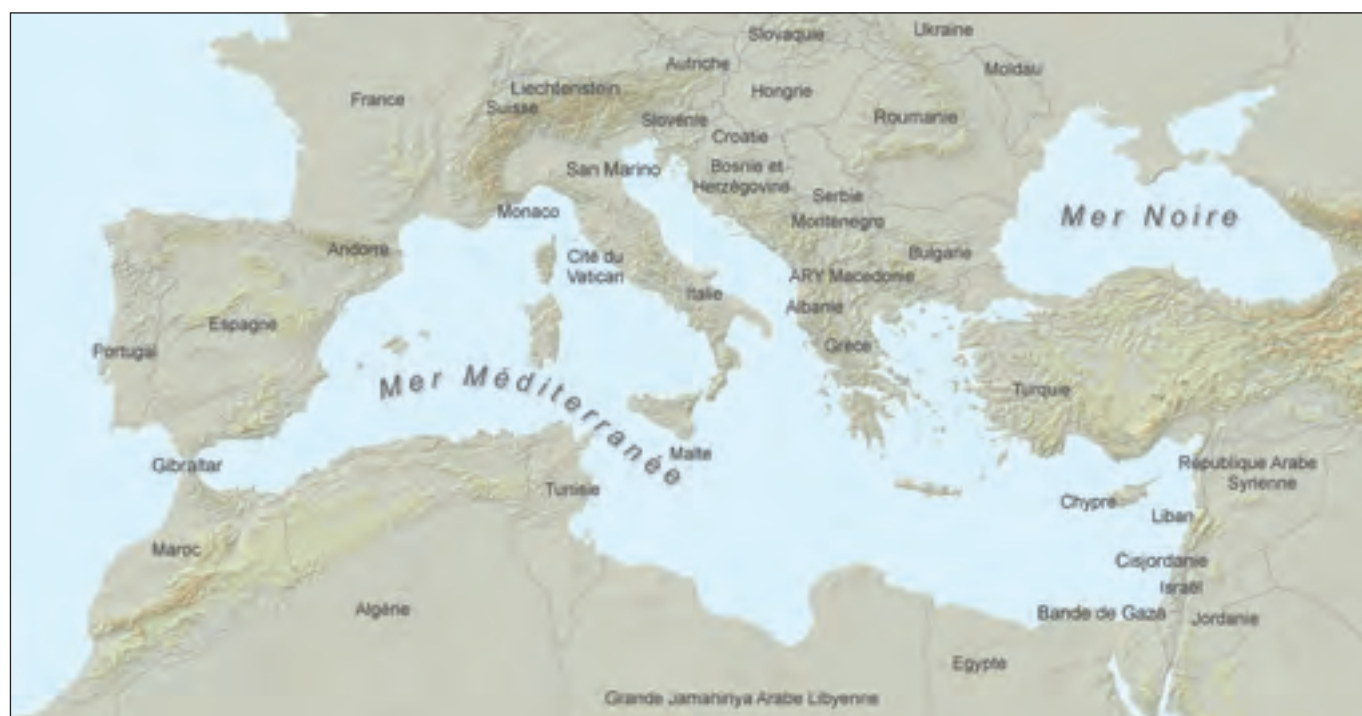 Slovaquie
Ukraine
Autriche
Moldau
Liechtenstein
Hongrie
France
Suisse
Slovénie
Roumanie
Croatie
San Marino
Bosnie et
Herzégovine
Serbie
Monaco
Montenegro
Mer Noire
Andorre
Cité du
Vatican
Bulgarie
ARY Macedonie
Italie
Albanie
Espagne
Portugal
Grèce
Mer Méditerranée
Turquie
Gibraltar
Malte
République Arabe
Syrienne
Tunisie
Chypre
Liban
Maroc
Cisjordanie
Israël
Algérie
Bande de Gaza
Jordanie
Egypte
Grande Jamahiriya Arabe Libyenne